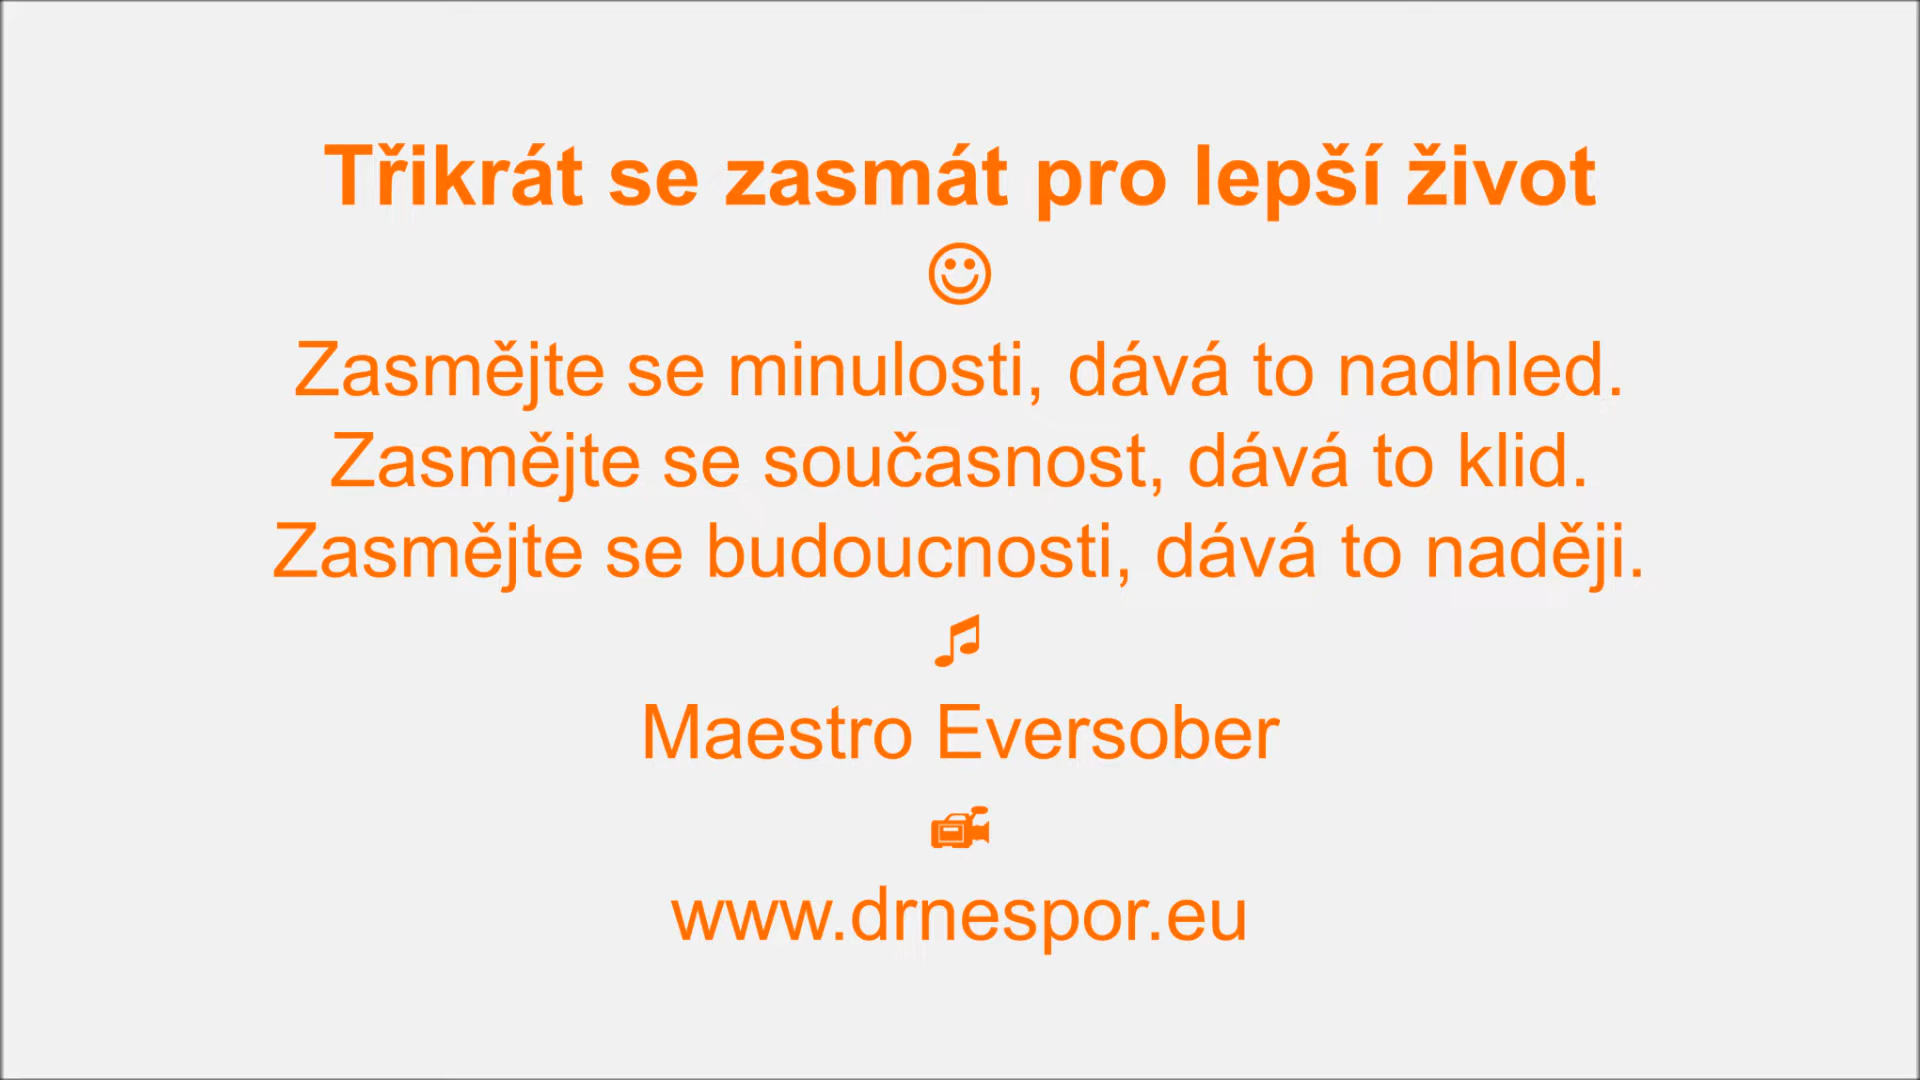 Třikrát se zasmát pro lepší život
Zasmějte se minulosti, dává to nadhled.
Zasmějte se současnost, dává to klid.
Zasmějte se budoucnosti, dává to naději.
Maestro Eversober
www.drnespor.eu